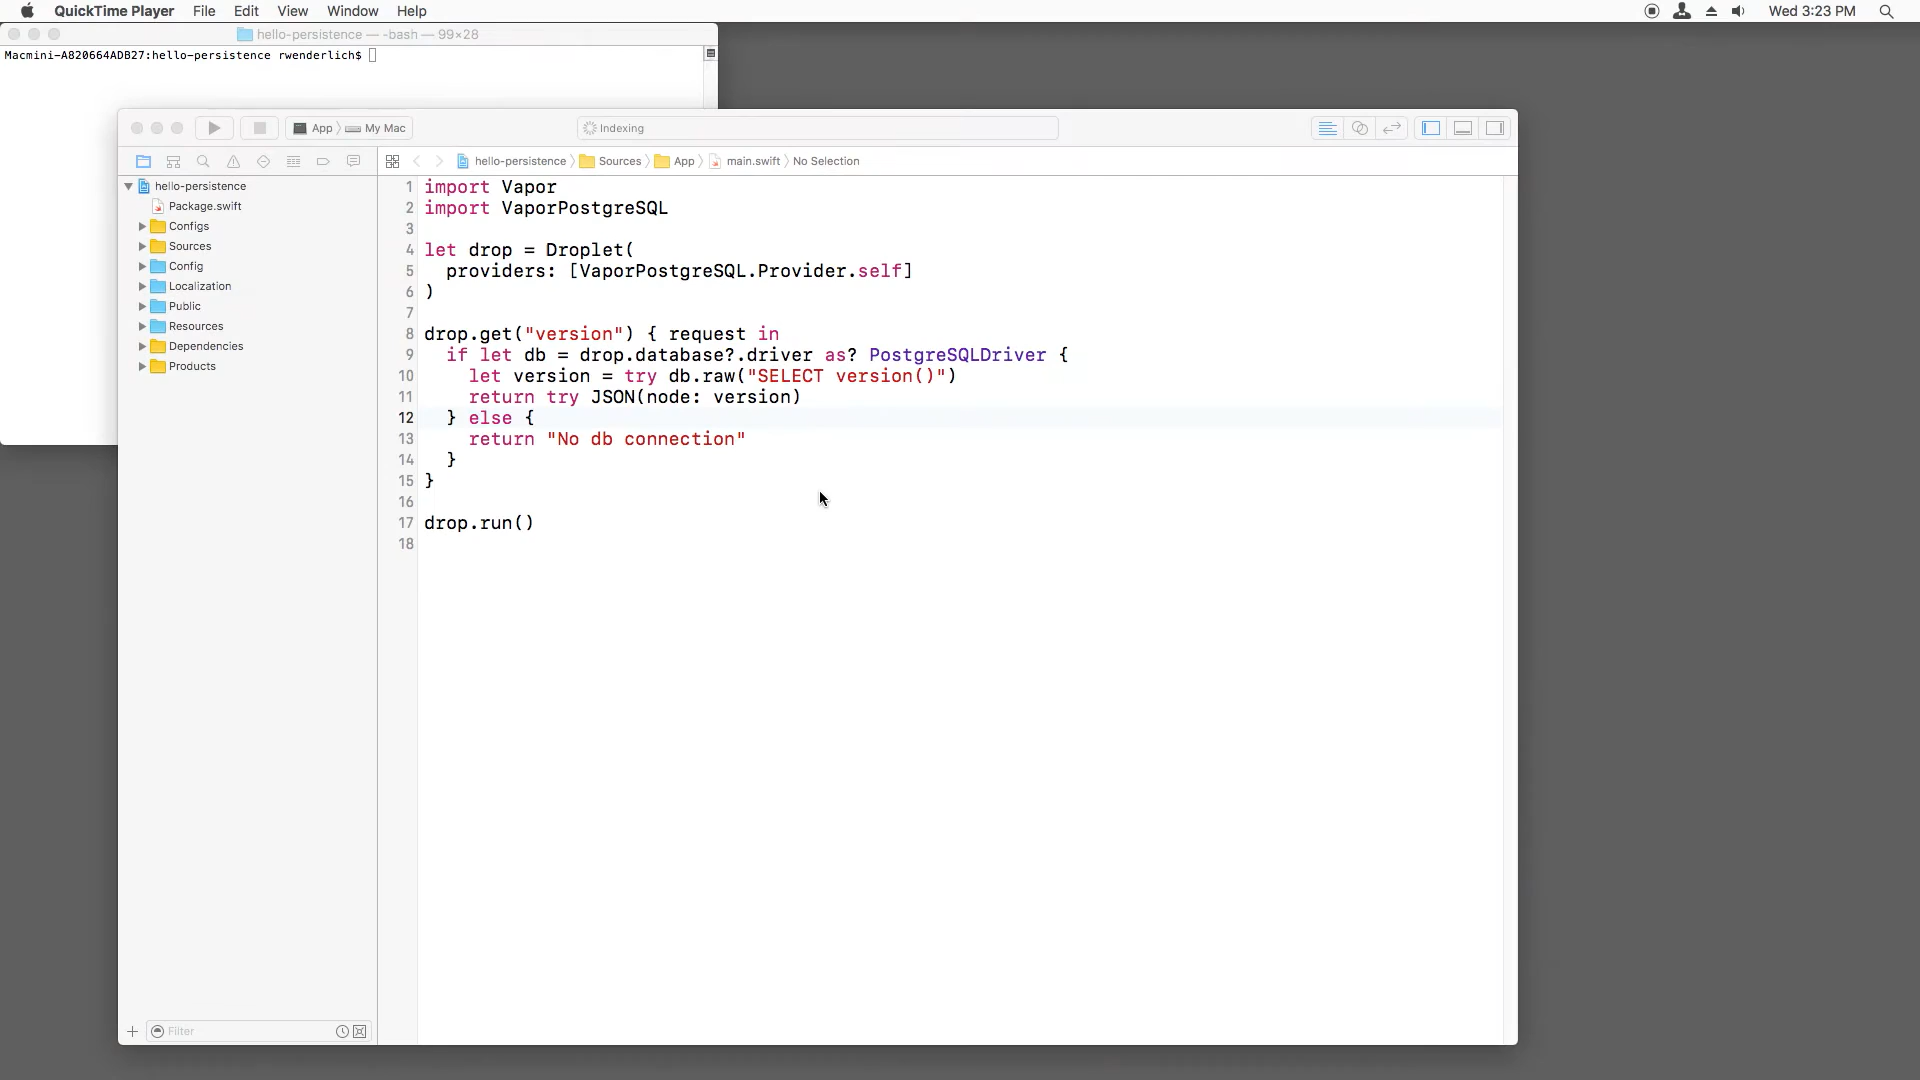 QuickTime Player File Edit View Window Help Wed 3:23 PM
hello-persistence — -bash — 99×28
Macmini-A820664ADB27:hello-persistence rwenderlich$
App My Mac Indexing
hello-persistence Sources App main.swift No Selection
hello-persistence
Package.swift
Configs
Sources
Config
Localization
Public
Resources
Dependencies
Products
1 import Vapor
2 import VaporPostgreSQL
3
4 let drop = Droplet(
5   providers: [VaporPostgreSQL.Provider.self]
6 )
7
8 drop.get("version") { request in
9   if let db = drop.database?.driver as? PostgreSQLDriver {
10     let version = try db.raw("SELECT version()")
11     return try JSON(node: version)
12   } else {
13     return "No db connection"
14   }
15 }
16
17 drop.run()
18
Filter